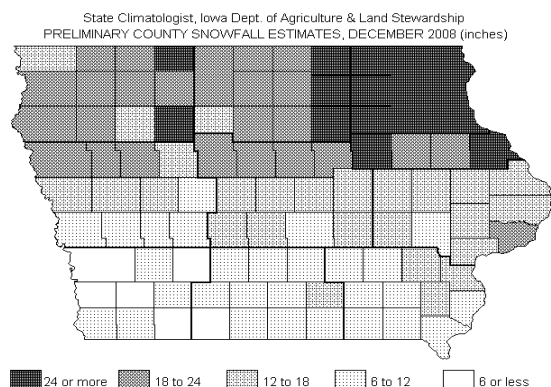 State Climatologist, Iowa Dept. of Agriculture & Land Stewardship
PRELIMINARY COUNTY SNOWFALL ESTIMATES, DECEMBER 2008 (inches)
24 or more 18 to 24 12 to 18 6 to 12 6 or less